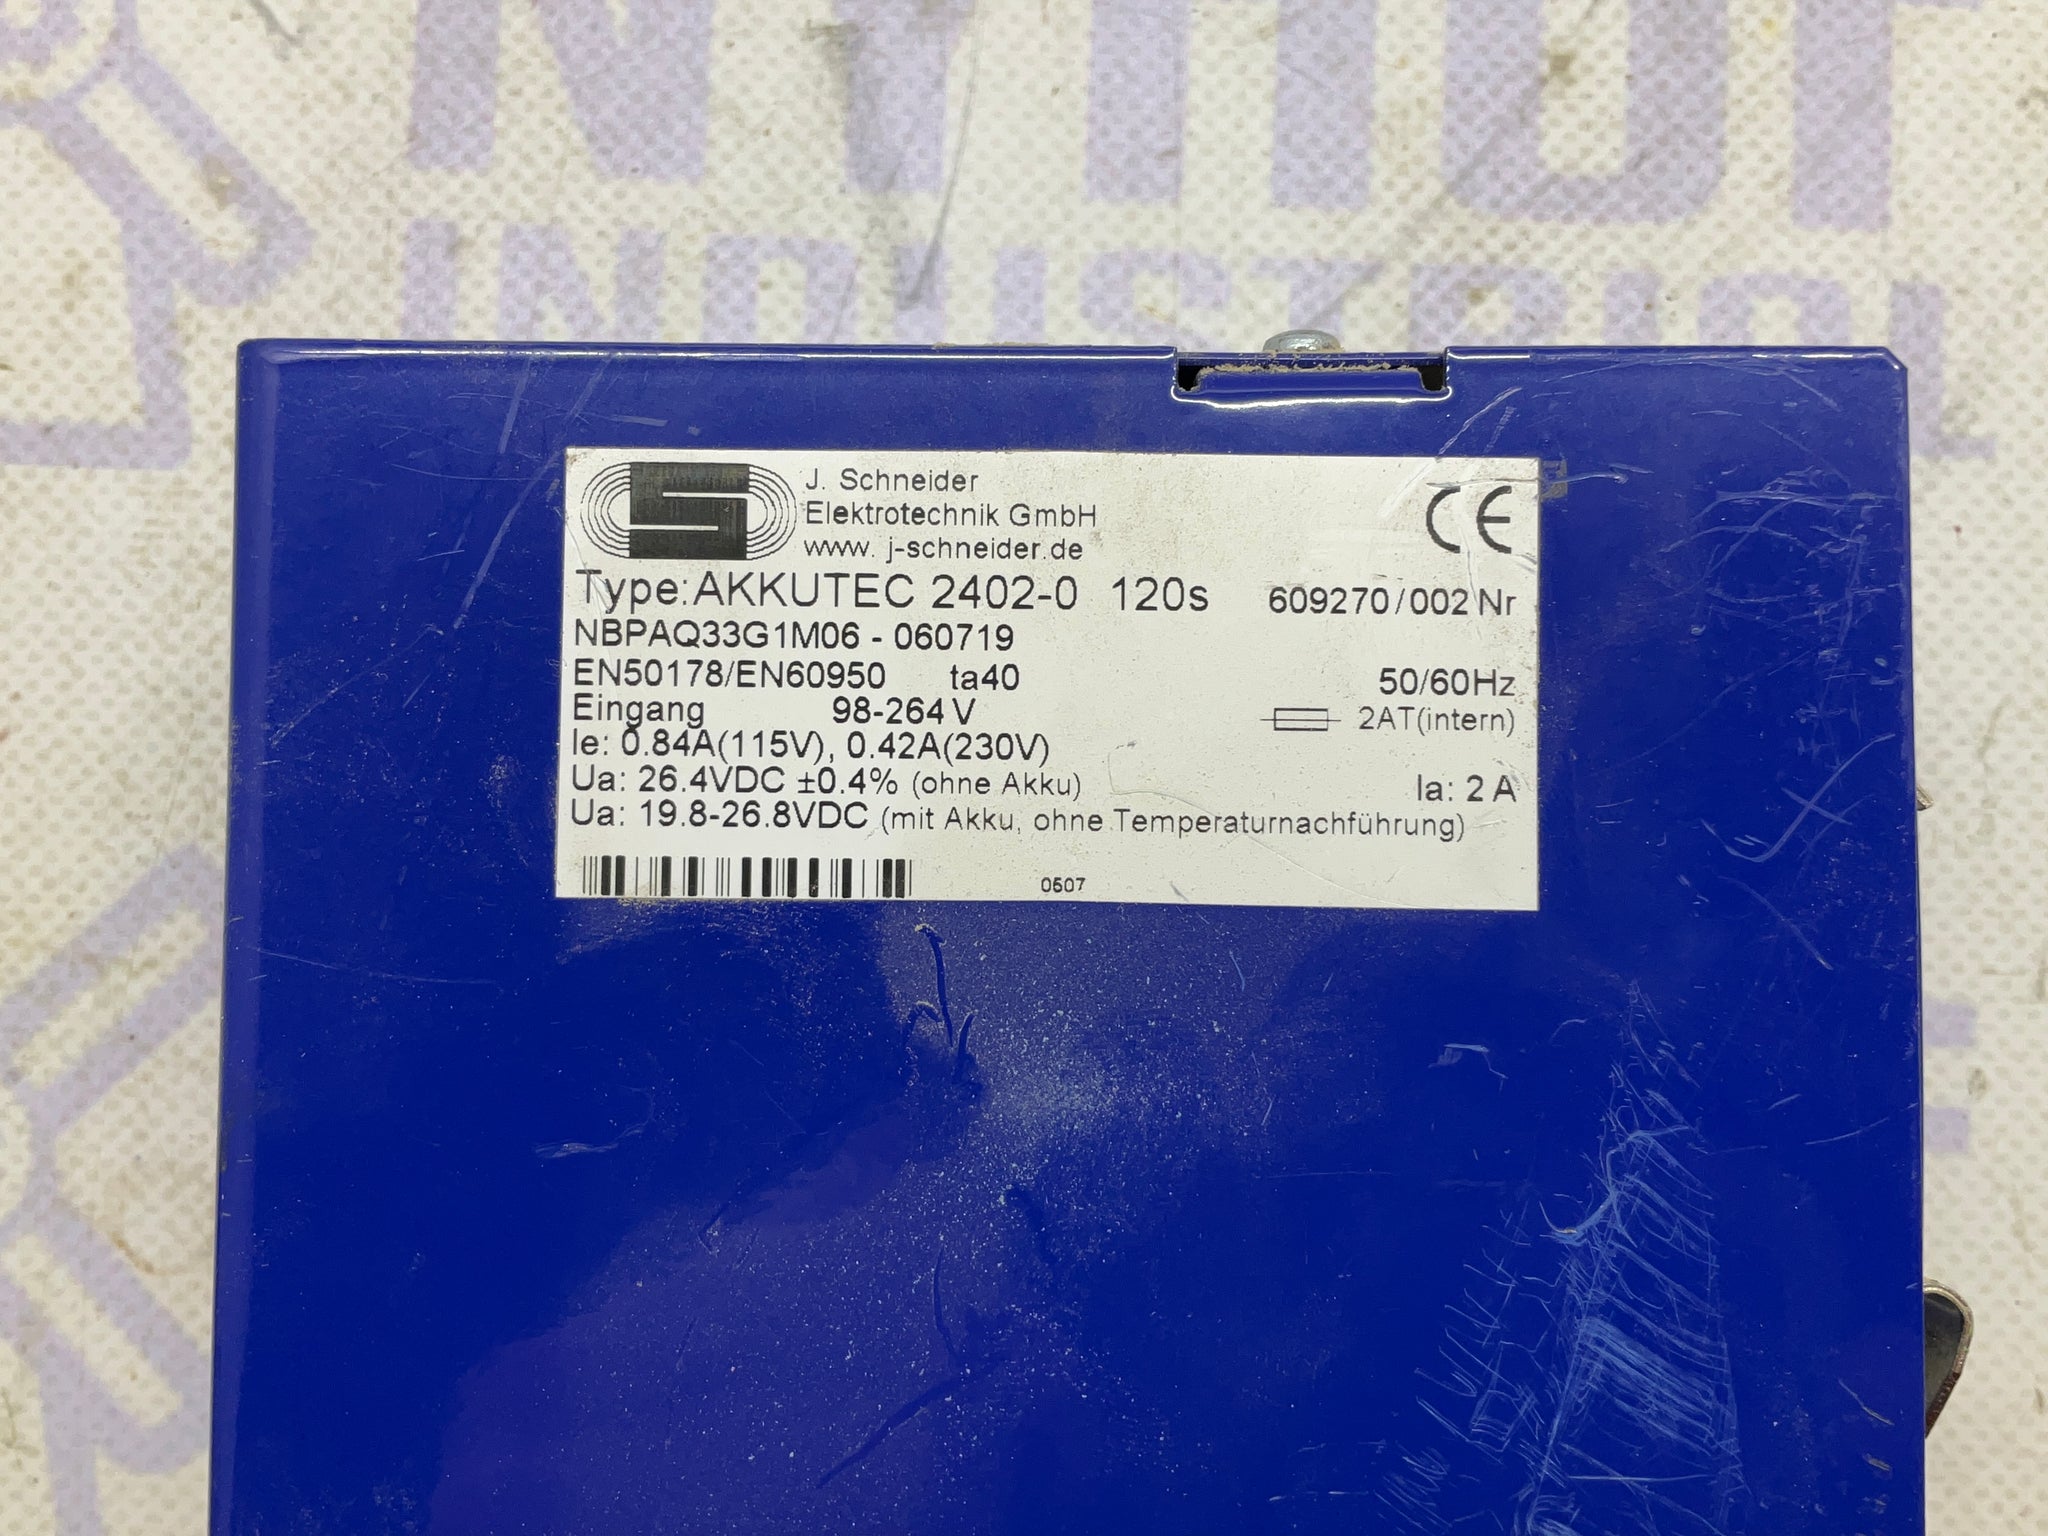 J. Schneider
Elektrotechnik GmbH
www. j-schneider.de
CE
Type: AKKUTEC 2402-0 120s 609270/002 Nr
NBPAQ33G1M06 - 060719
EN50178/EN60950 ta40 50/60Hz
Eingang 98-264 V 2AT(intern)
Ie: 0.84A(115V), 0.42A(230V)
Ua: 26.4VDC ±0.4% (ohne Akku) Ia: 2 A
Ua: 19.8-26.8VDC (mit Akku, ohne Temperaturnachführung)
0507
INDUSTRIAL